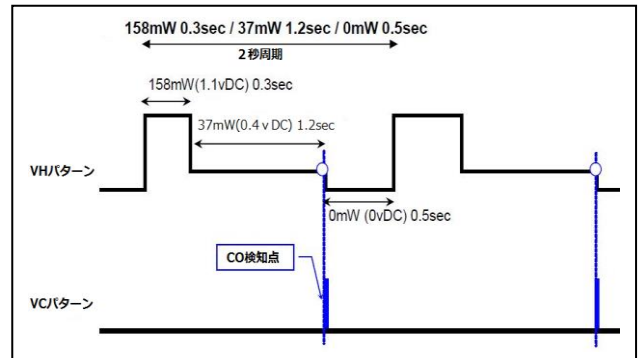 158mW 0.3sec / 37mW 1.2sec / 0mW 0.5sec
2秒周期
158mW(1.1vDC) 0.3sec
37mW(0.4ｖDC) 1.2sec
VHパターン
0mW (0vDC) 0.5sec
CO検知点
VCパターン